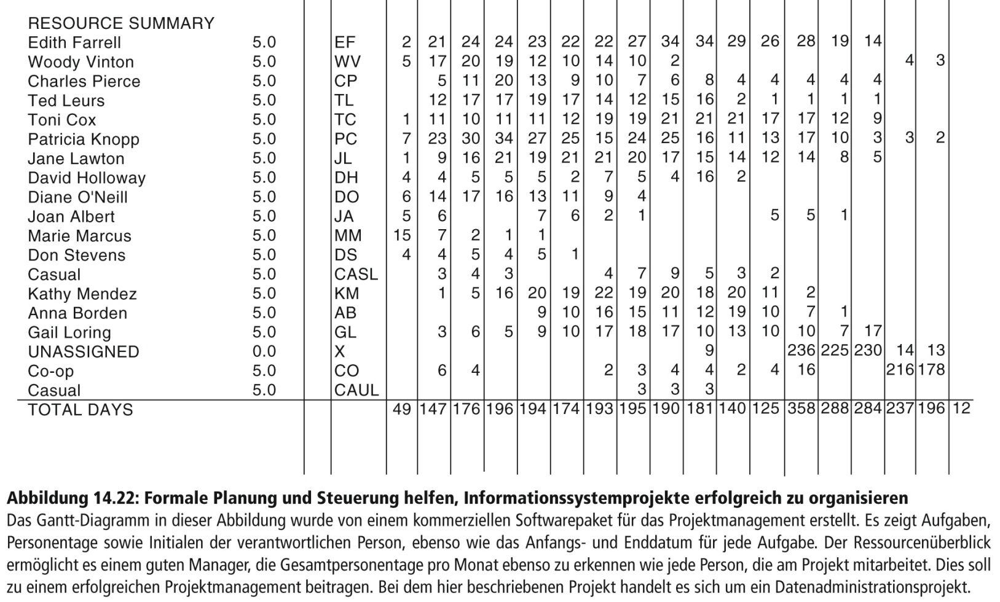 RESOURCE SUMMARY
Edith Farrell 5.0 EF 2 21 24 24 23 22 22 27 34 34 29 26 28 19 14
Woody Vinton 5.0 WV 5 17 20 19 12 10 14 10 2 4 3
Charles Pierce 5.0 CP 5 11 20 13 9 10 7 6 8 4 4 4 4 4
Ted Leurs 5.0 TL 12 17 17 19 17 14 12 15 16 2 1 1 1 1
Toni Cox 5.0 TC 1 11 10 11 11 12 19 19 21 21 21 17 17 12 9
Patricia Knopp 5.0 PC 7 23 30 34 27 25 15 24 25 16 11 13 17 10 3 3 2
Jane Lawton 5.0 JL 1 9 16 21 19 21 21 20 17 15 14 12 14 8 5
David Holloway 5.0 DH 4 4 5 5 5 2 7 5 4 16 2
Diane O'Neill 5.0 DO 6 14 17 16 13 11 9 4
Joan Albert 5.0 JA 5 6 7 6 2 1 5 5 1
Marie Marcus 5.0 MM 15 7 2 1 1
Don Stevens 5.0 DS 4 4 5 4 5 1
Casual 5.0 CASL 3 4 3 4 7 9 5 3 2
Kathy Mendez 5.0 KM 1 5 16 20 19 22 19 20 18 20 11 2
Anna Borden 5.0 AB 9 10 16 15 11 12 19 10 7 1
Gail Loring 5.0 GL 3 6 5 9 10 17 18 17 10 13 10 10 7 17
UNASSIGNED 0.0 X 9 236 225 230 14 13
Co-op 5.0 CO 6 4 2 3 4 4 2 4 16 216 178
Casual 5.0 CAUL 3 3 3
TOTAL DAYS 49 147 176 196 194 174 193 195 190 181 140 125 358 288 284 237 196 12
Abbildung 14.22: Formale Planung und Steuerung helfen, Informationssystemprojekte erfolgreich zu organisieren
Das Gantt-Diagramm in dieser Abbildung wurde von einem kommerziellen Softwarepaket für das Projektmanagement erstellt. Es zeigt Aufgaben,
Personentage sowie Initialen der verantwortlichen Person, ebenso wie das Anfangs- und Enddatum für jede Aufgabe. Der Ressourcenüberblick
ermöglicht es einem guten Manager, die Gesamtpersonentage pro Monat ebenso zu erkennen wie jede Person, die am Projekt mitarbeitet. Dies soll
zu einem erfolgreichen Projektmanagement beitragen. Bei dem hier beschriebenen Projekt handelt es sich um ein Datenadministrationsprojekt.